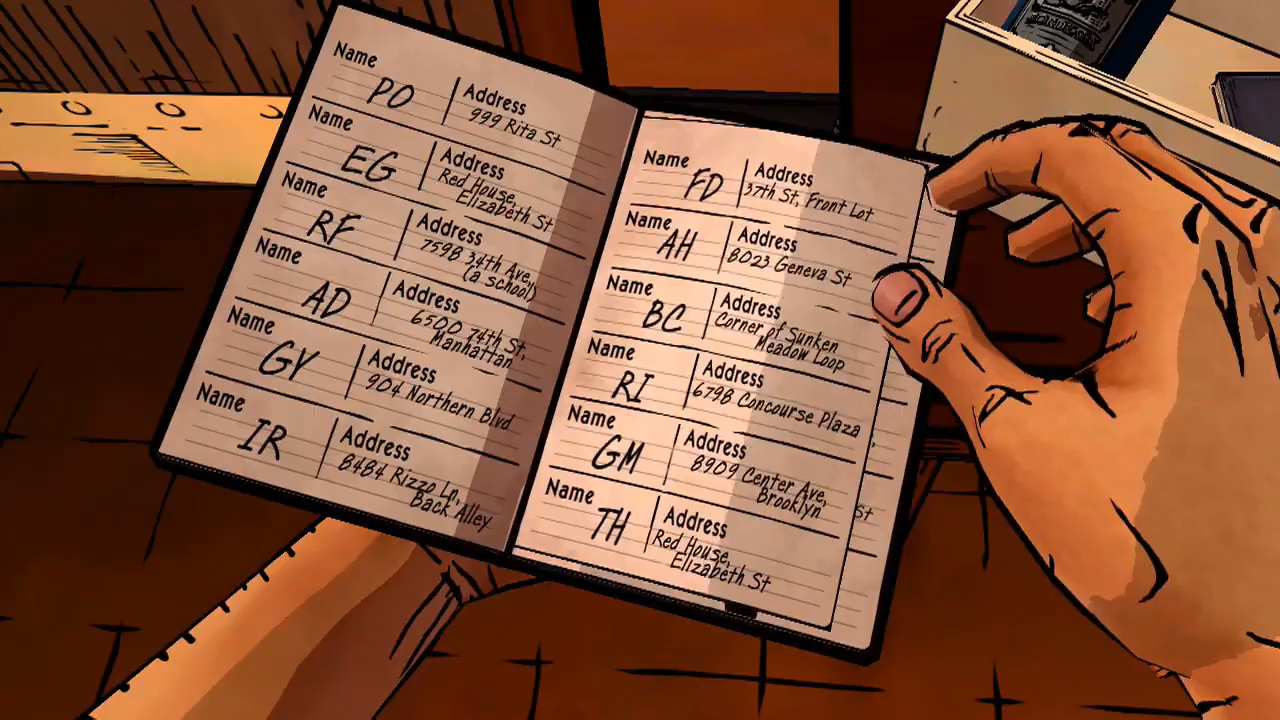 Name
PO
Address
999 Rita St
Name
EG
Address
Red House,
Elizabeth St
Name
RF
Address
7598 34th Ave,
(a school)
Name
AD
Address
6500 74th St,
Manhattan
Name
GY
Address
904 Northern Blvd
Name
IR
Address
8484 Rizzo Ln,
Back Alley
Name
FD
Address
37th St, Front Lot
Name
AH
Address
8023 Geneva St
Name
BC
Address
Corner of Sunken
Meadow Loop
Name
RI
Address
6798 Concourse Plaza
Name
GM
Address
8909 Center Ave,
Brooklyn
Name
TH
Address
Red House,
Elizabeth St
St